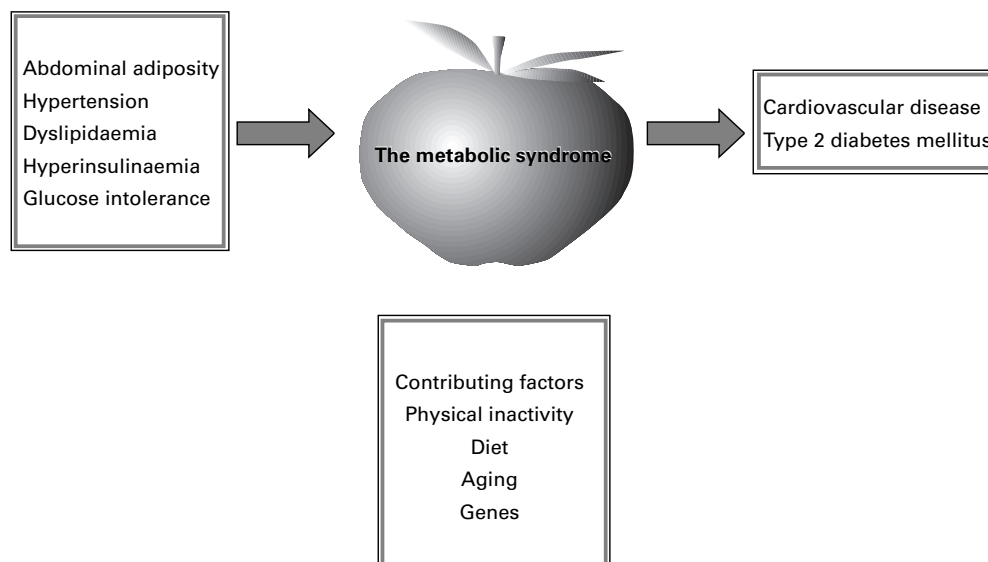 Abdominal adiposity
Hypertension
Dyslipidaemia
Hyperinsulinaemia
Glucose intolerance
The metabolic syndrome
Cardiovascular disease
Type 2 diabetes mellitus
Contributing factors
Physical inactivity
Diet
Aging
Genes